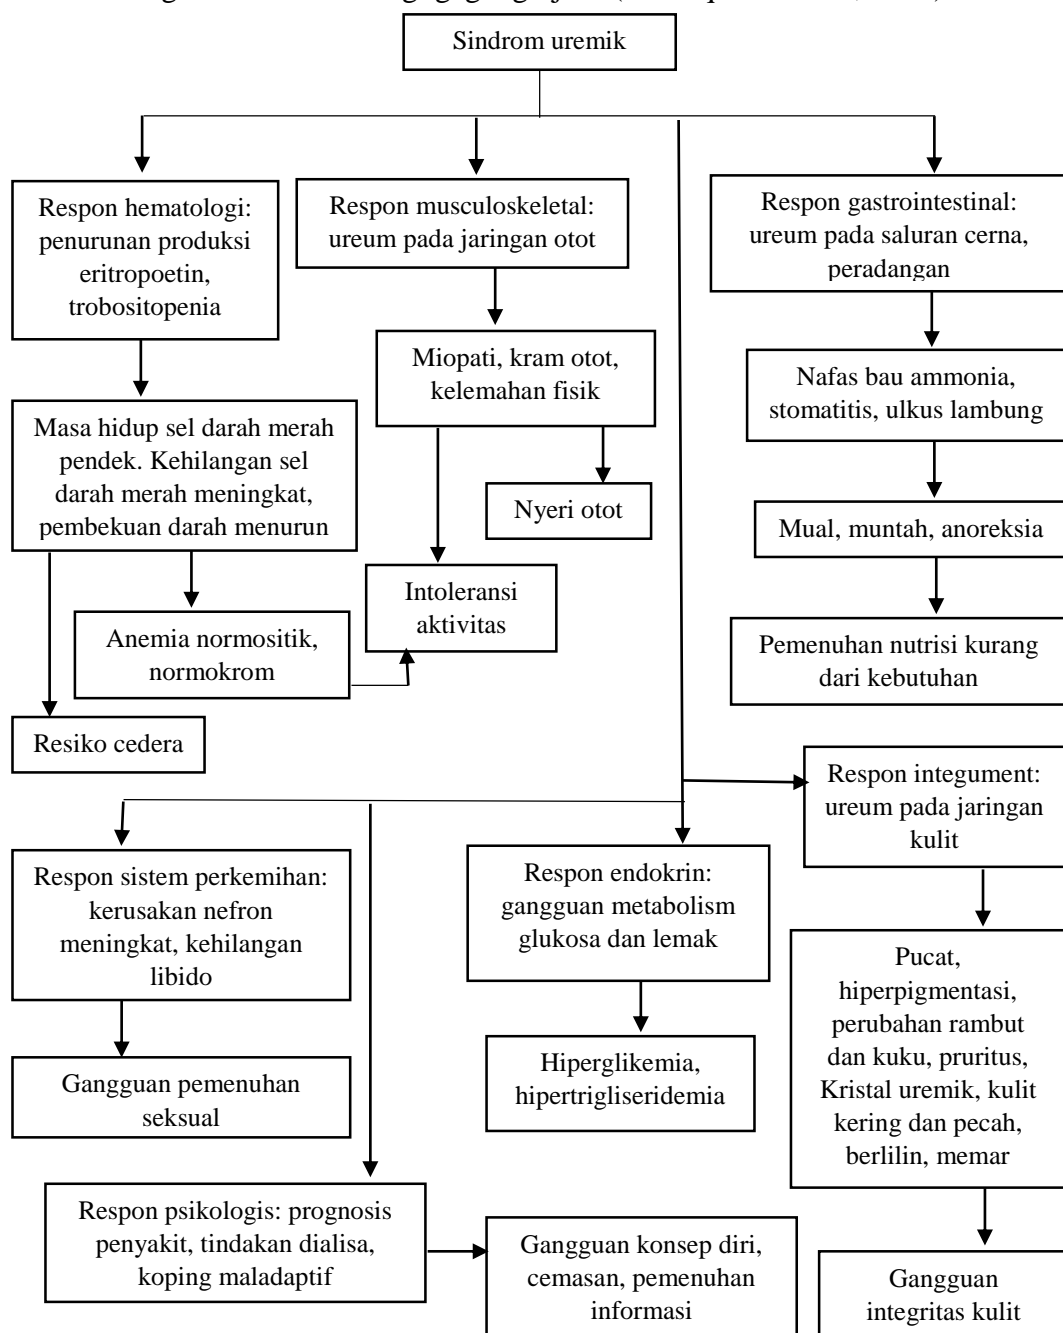 Sindrom uremik
Respon hematologi:
penurunan produksi
eritropoetin,
trobositopenia
Respon musculoskeletal:
ureum pada jaringan otot
Respon gastrointestinal:
ureum pada saluran cerna,
peradangan
Miopati, kram otot,
kelemahan fisik
Nafas bau ammonia,
stomatitis, ulkus lambung
Masa hidup sel darah merah
pendek. Kehilangan sel
darah merah meningkat,
pembekuan darah menurun
Nyeri otot
Mual, muntah, anoreksia
Intoleransi
aktivitas
Anemia normositik,
normokrom
Pemenuhan nutrisi kurang
dari kebutuhan
Resiko cedera
Respon integument:
ureum pada jaringan
kulit
Respon sistem perkemihan:
kerusakan nefron
meningkat, kehilangan
libido
Respon endokrin:
gangguan metabolism
glukosa dan lemak
Pucat,
hiperpigmentasi,
perubahan rambut
dan kuku, pruritus,
Kristal uremik, kulit
kering dan pecah,
berlilin, memar
Gangguan pemenuhan
seksual
Hiperglikemia,
hipertrigliseridemia
Respon psikologis: prognosis
penyakit, tindakan dialisa,
koping maladaptif
Gangguan konsep diri,
cemasan, pemenuhan
informasi
Gangguan
integritas kulit